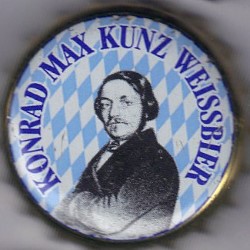 KONRAD MAX KUNZ WEISSBIER